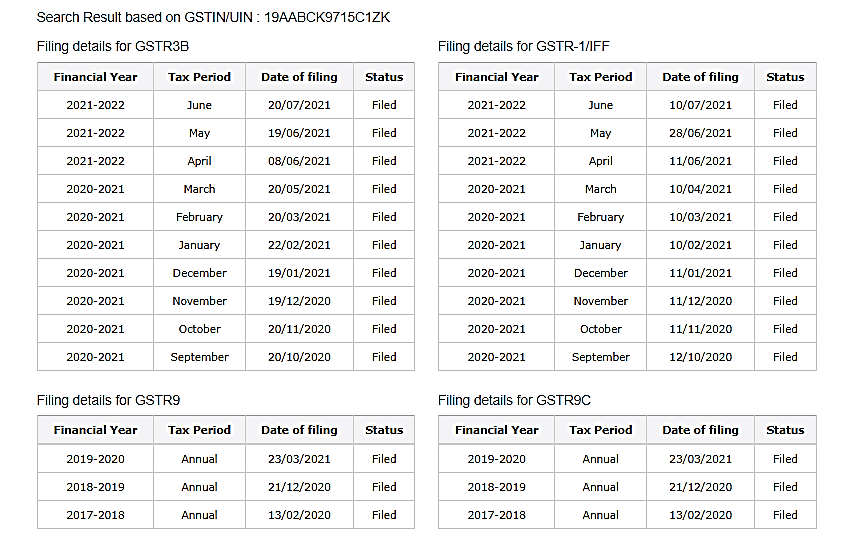 Search Result based on GSTIN/UIN : 19AABCK9715C1ZK
Filing details for GSTR3B
Financial Year Tax Period Date of filing Status
2021-2022 June 20/07/2021 Filed
2021-2022 May 19/06/2021 Filed
2021-2022 April 08/06/2021 Filed
2020-2021 March 20/05/2021 Filed
2020-2021 February 20/03/2021 Filed
2020-2021 January 22/02/2021 Filed
2020-2021 December 19/01/2021 Filed
2020-2021 November 19/12/2020 Filed
2020-2021 October 20/11/2020 Filed
2020-2021 September 20/10/2020 Filed
Filing details for GSTR-1/IFF
Financial Year Tax Period Date of filing Status
2021-2022 June 10/07/2021 Filed
2021-2022 May 28/06/2021 Filed
2021-2022 April 11/06/2021 Filed
2020-2021 March 10/04/2021 Filed
2020-2021 February 10/03/2021 Filed
2020-2021 January 10/02/2021 Filed
2020-2021 December 11/01/2021 Filed
2020-2021 November 11/12/2020 Filed
2020-2021 October 11/11/2020 Filed
2020-2021 September 12/10/2020 Filed
Filing details for GSTR9
Financial Year Tax Period Date of filing Status
2019-2020 Annual 23/03/2021 Filed
2018-2019 Annual 21/12/2020 Filed
2017-2018 Annual 13/02/2020 Filed
Filing details for GSTR9C
Financial Year Tax Period Date of filing Status
2019-2020 Annual 23/03/2021 Filed
2018-2019 Annual 21/12/2020 Filed
2017-2018 Annual 13/02/2020 Filed